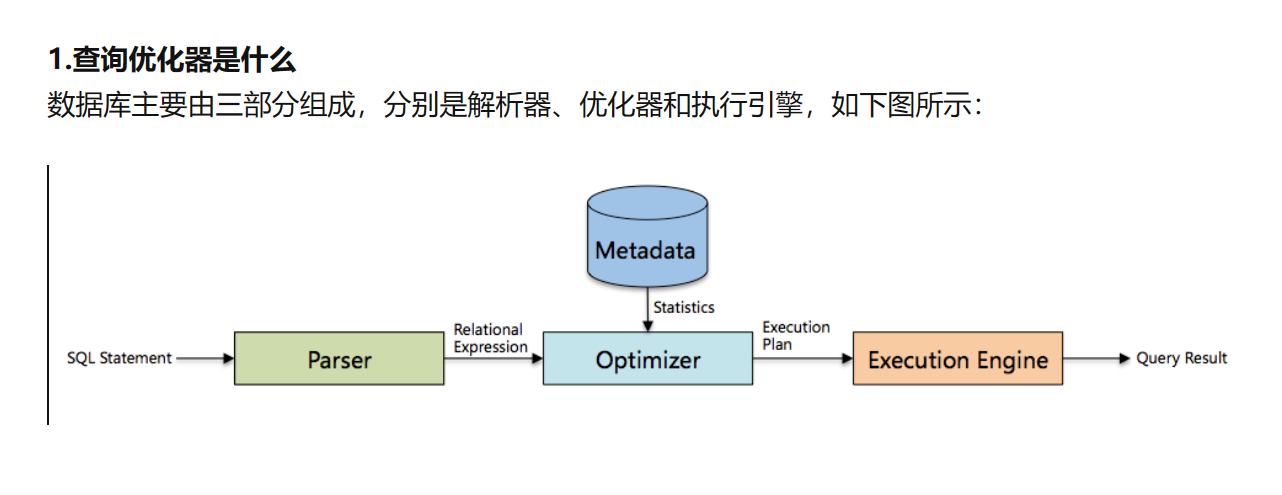 1.查询优化器是什么
数据库主要由三部分组成，分别是解析器、优化器和执行引擎，如下图所示：
Metadata
Statistics
SQL Statement
Parser
Relational
Expression
Optimizer
Execution
Plan
Execution Engine
Query Result